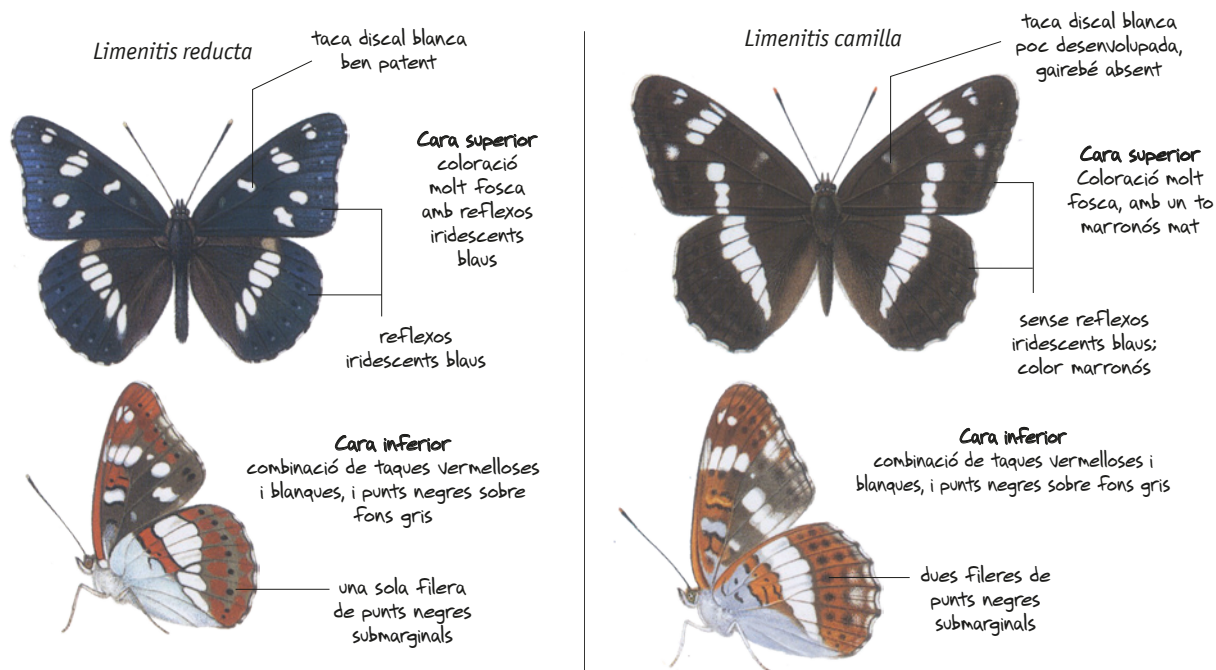 Limenitis reducta
taca discal blanca
ben patent
Cara superior
coloració
molt fosca
amb reflexos
iridescents
blaus
reflexos
iridescents blaus
Cara inferior
combinació de taques vermelloses
i blanques, i punts negres sobre
fons gris
una sola filera
de punts negres
submarginals
Limenitis camilla
taca discal blanca
poc desenvolupada,
gairebé absent
Cara superior
Coloració molt
fosca, amb un to
marronós mat
sense reflexos
iridescents blaus;
color marronós
Cara inferior
combinació de taques vermelloses i
blanques, i punts negres sobre fons gris
dues fileres de
punts negres
submarginals